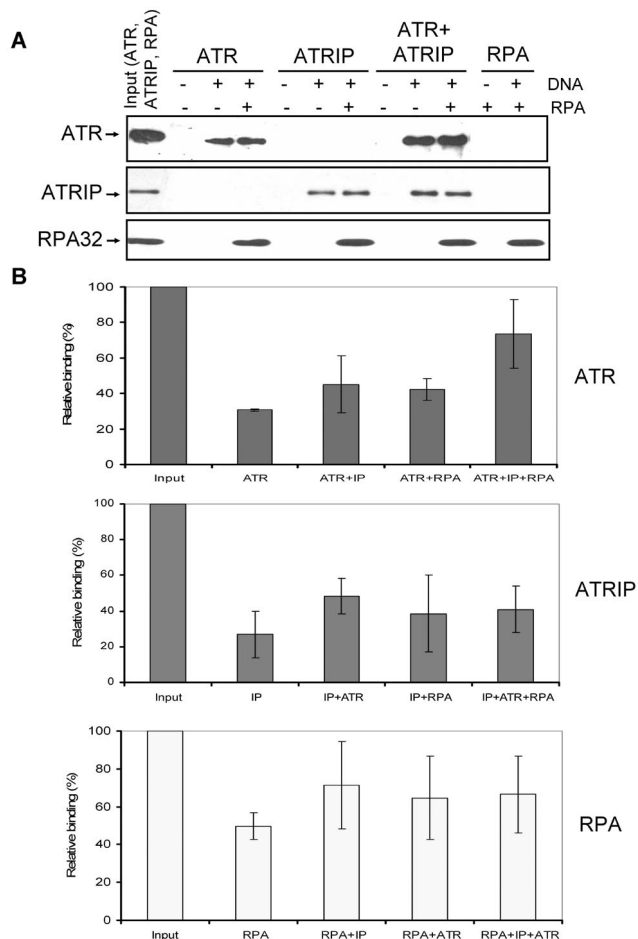 A
Input (ATR,
ATRIP, RPA)
ATR
ATRIP
ATR+
ATRIP
RPA
- + + - + + - + + - + DNA
- - + - - + - - + + + RPA
ATR
ATRIP
RPA32
B
100
80
60
40
20
0
Relative binding (%)
Input ATR ATR+IP ATR+RPA ATR+IP+RPA
ATR
100
80
60
40
20
0
Relative binding (%)
Input IP IP+ATR IP+RPA IP+ATR+RPA
ATRIP
100
80
60
40
20
0
Relative binding (%)
Input RPA RPA+IP RPA+ATR RPA+IP+ATR
RPA